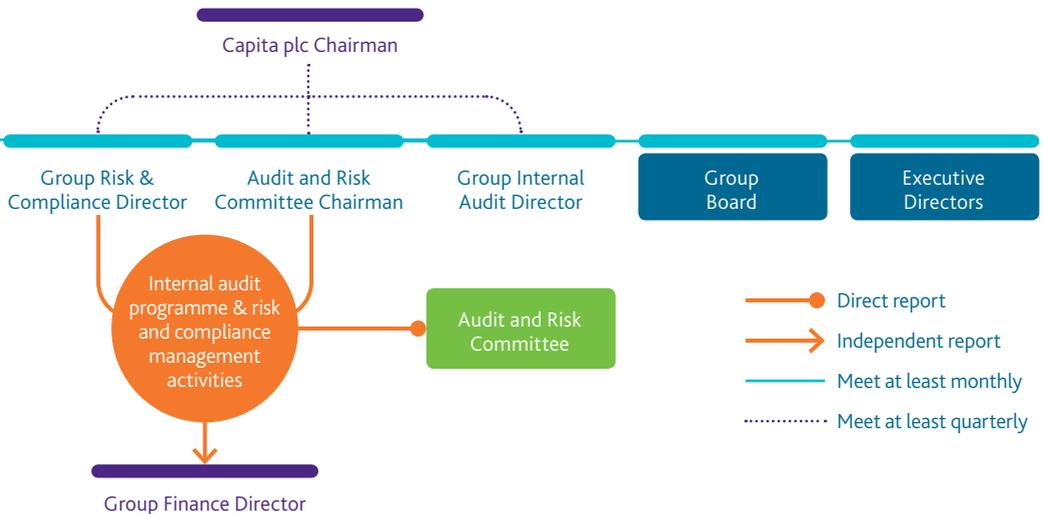 Capita plc Chairman
Group Risk &
Compliance Director
Audit and Risk
Committee Chairman
Group Internal
Audit Director
Group
Board
Executive
Directors
Internal audit
programme & risk
and compliance
management
activities
Audit and Risk
Committee
Direct report
Independent report
Meet at least monthly
Meet at least quarterly
Group Finance Director